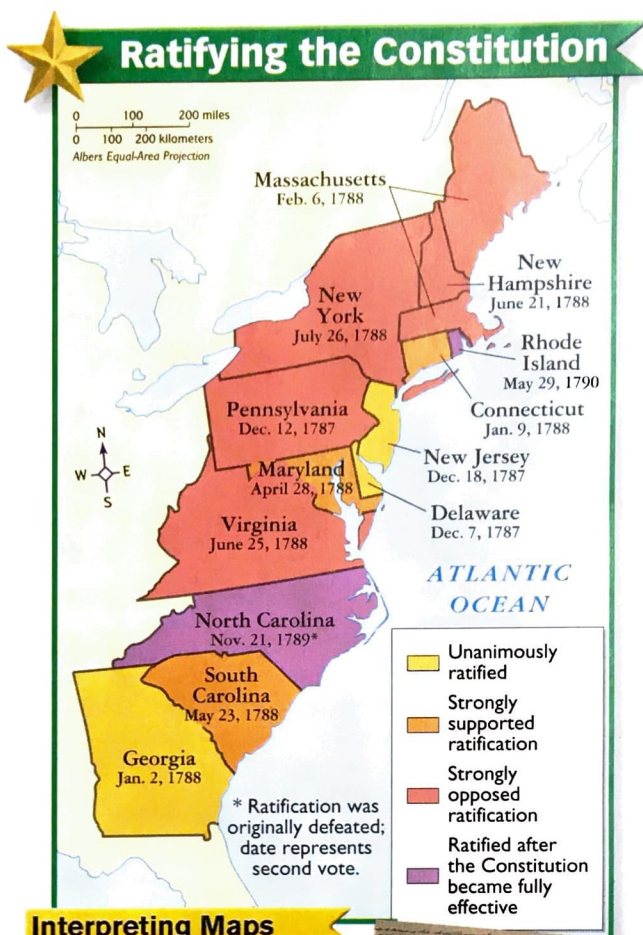 Ratifying the Constitution
0 100 200 miles
0 100 200 kilometers
Albers Equal-Area Projection
Massachusetts
Feb. 6, 1788
New
Hampshire
June 21, 1788
New
York
July 26, 1788
Rhode
Island
May 29, 1790
Connecticut
Jan. 9, 1788
Pennsylvania
Dec. 12, 1787
New Jersey
Dec. 18, 1787
N
W E
S
Maryland
April 28, 1788
Delaware
Dec. 7, 1787
Virginia
June 25, 1788
ATLANTIC
OCEAN
North Carolina
Nov. 21, 1789*
South
Carolina
May 23, 1788
Georgia
Jan. 2, 1788
* Ratification was
originally defeated;
date represents
second vote.
Unanimously
ratified
Strongly
supported
ratification
Strongly
opposed
ratification
Ratified after
the Constitution
became fully
effective
Interpreting Maps